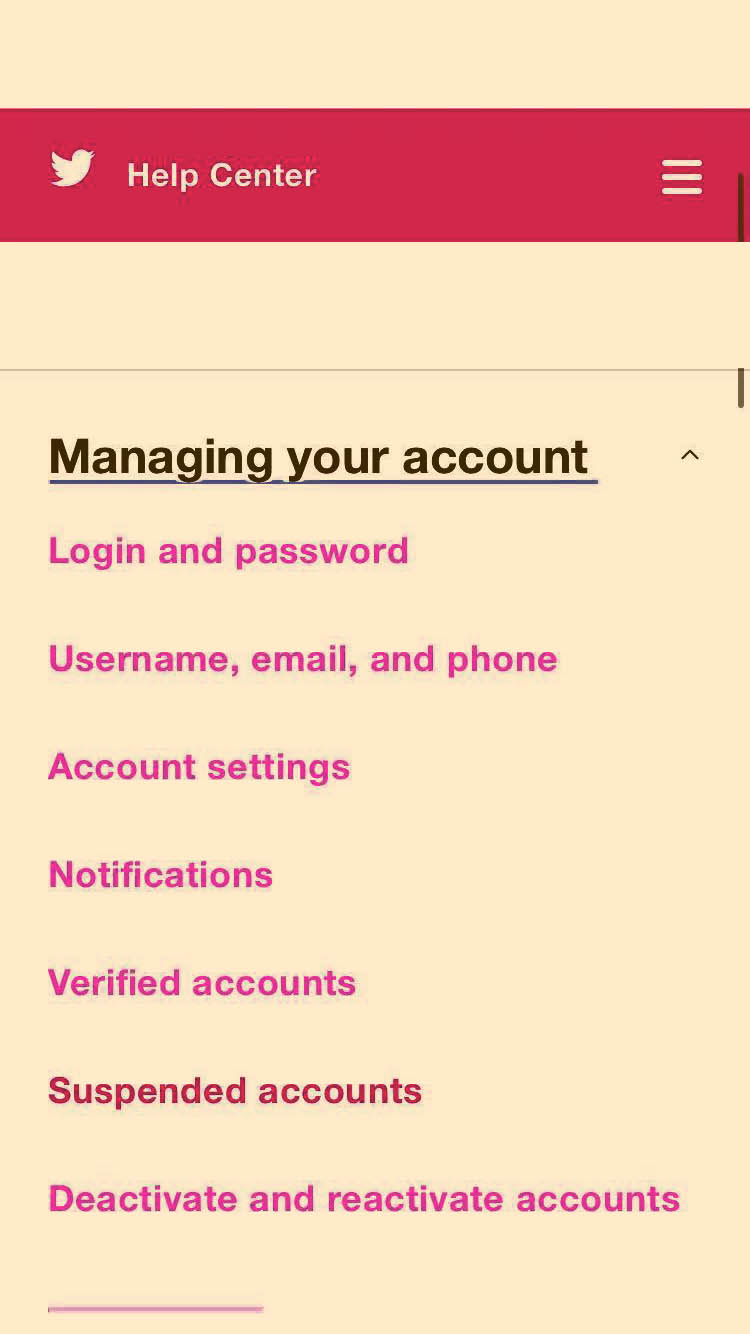 Help Center
Managing your account
Login and password
Username, email, and phone
Account settings
Notifications
Verified accounts
Suspended accounts
Deactivate and reactivate accounts